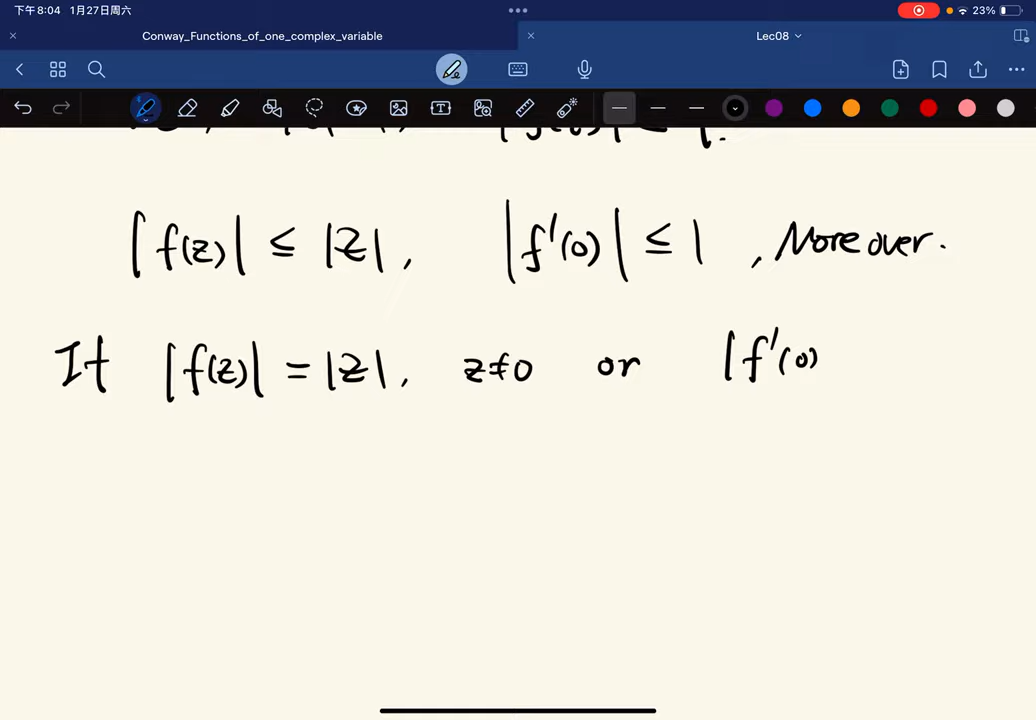 下午8:04 1月27日周六
23%
Conway_Functions_of_one_complex_variable
Lec08
|f(z)| ≤ |z|, |f'(0)| ≤ 1, Moreover.
If |f(z)| = |z|, z≠0 or |f'(0)